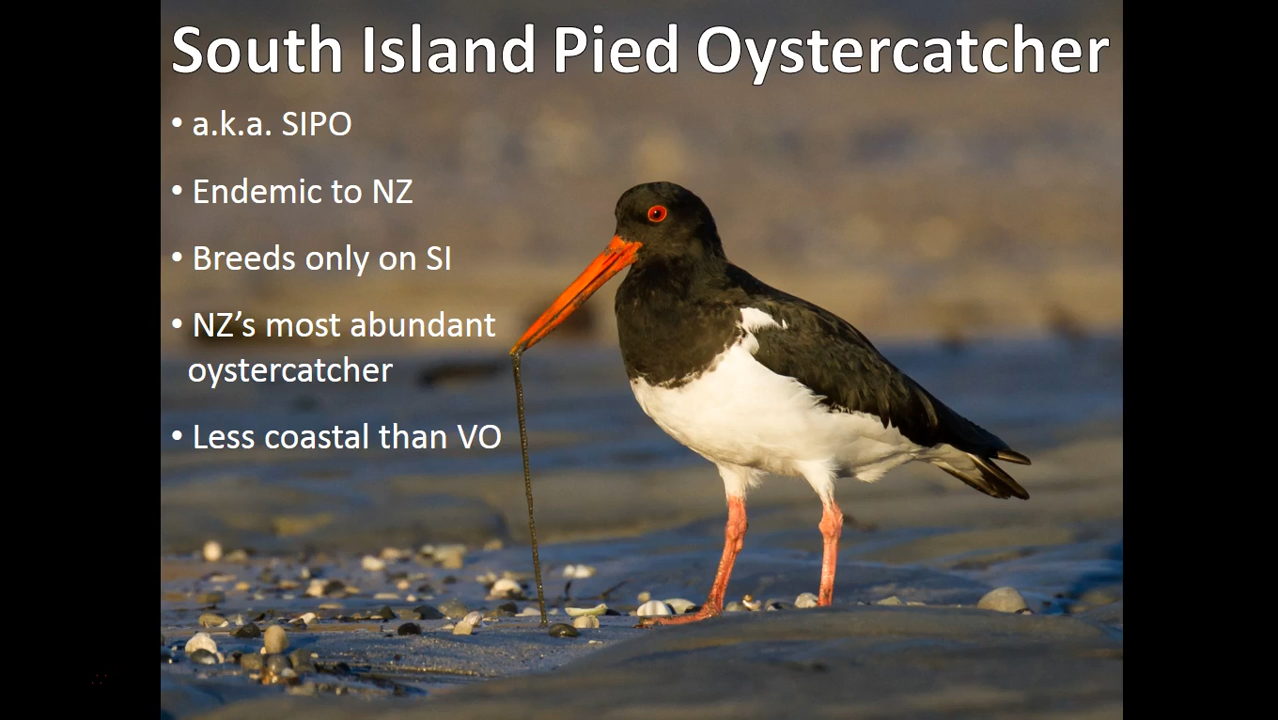 South Island Pied Oystercatcher
• a.k.a. SIPO
• Endemic to NZ
• Breeds only on SI
• NZ’s most abundant
oystercatcher
• Less coastal than VO